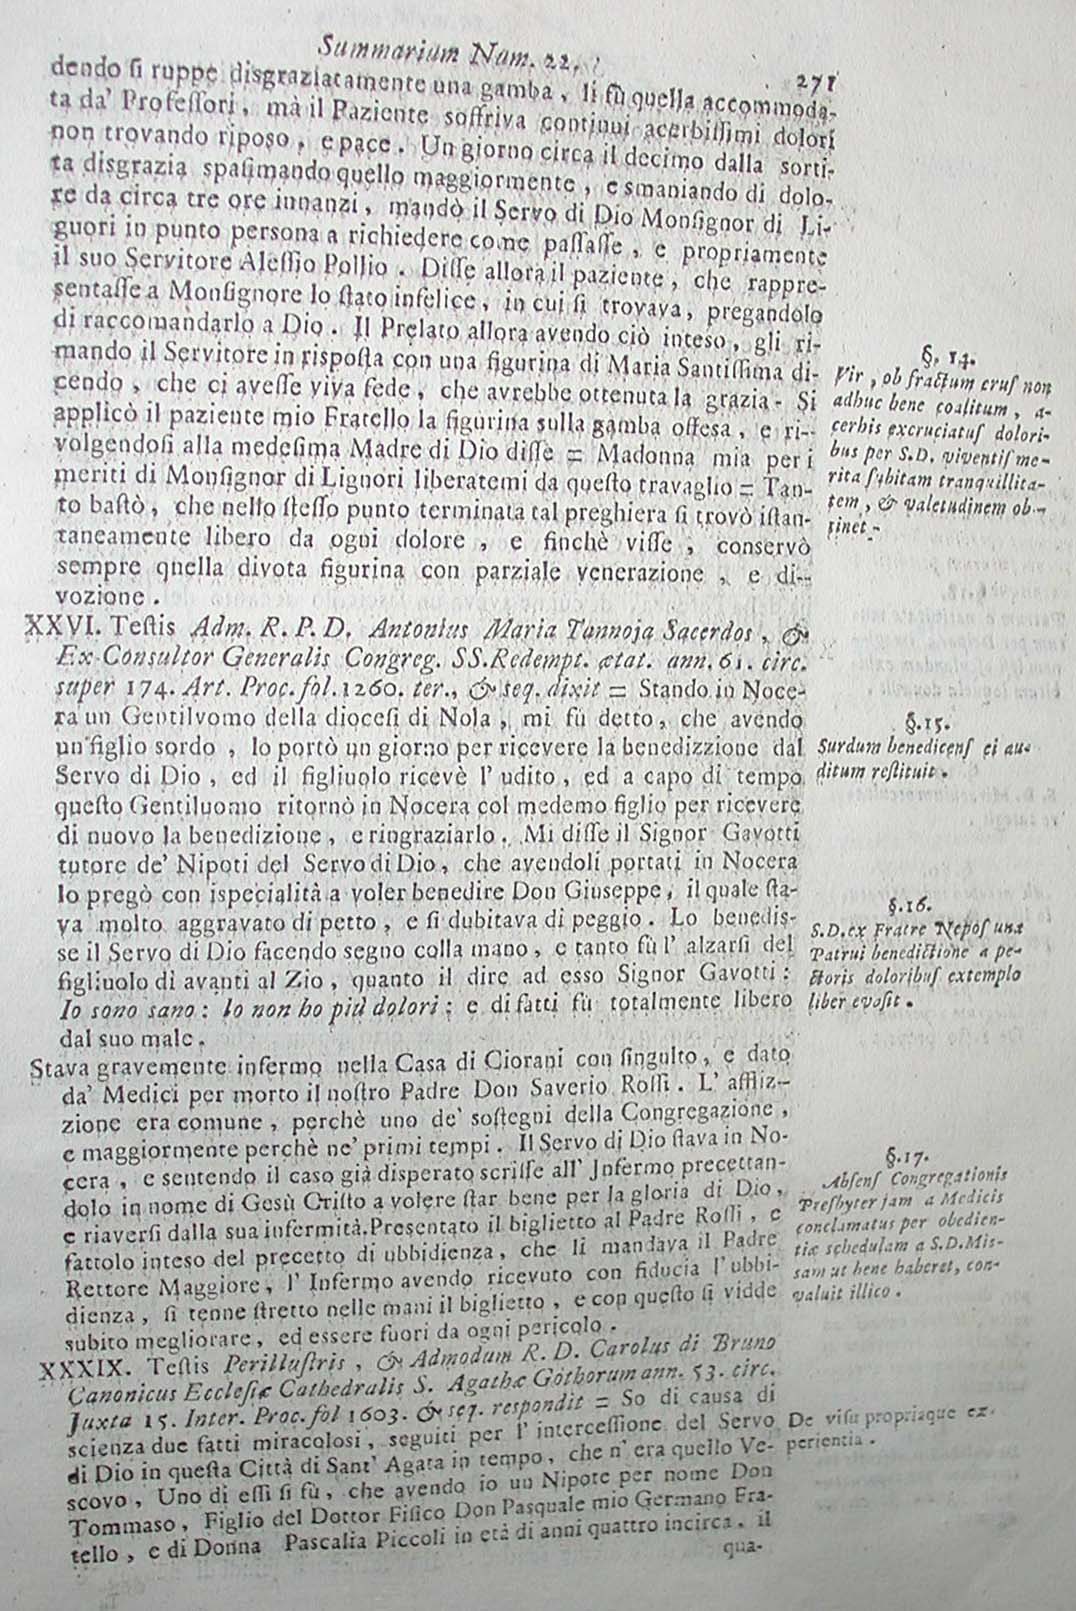 Summarium Num. 22.
271
dendo ſi ruppe diſgraziatamente una gamba, li fù quella accommoda-
ta da' Profeſſori, mà il Paziente soffriva continui acerbiſſimi dolori
non trovando riposo, e pace. Un giorno circa il decimo dalla sorti-
ta disgrazia spaſimando quello maggiormente, e smaniando di dolo-
re da circa tre ore innanzi, mandò il Servo di Dio Monſignor di Li-
guori in punto persona a richiedere come paſſaſſe, e propriamente
il suo Servitore Aleſſio Pollio. Diſſe allora il paziente, che rappre-
sentaſſe a Monſignore lo ſtato infelice, in cui ſi trovava, pregandolo
di raccomandarlo a Dio. Il Prelato allora avendo ciò inteso, gli ri-
mando il Servitore in riſpoſta con una figurina di Maria Santiſſima di-
cendo, che ci aveſſe viva fede, che avrebbe ottenuta la grazia- Si
applicò il paziente mio Fratello la figurina sulla gamba offesa, e ri--
volgendoſi alla medeſima Madre di Dio diſſe = Madonna mia per i
meriti di Monſignor di Lignori liberatemi da queſto travaglio = Tan-
to baſtò, che nello ſteſſo punto terminata tal preghiera ſi trovò iſtan-
taneamente libero da ogni dolore, e finchè viſſe, conservò
sempre qnella divota figurina con parziale venerazione, e di--
vozione.
§. 14.
Vir, ob fractum cruſ non
adhuc bene coalitum, a-
cerbis excruciatuſ dolori-
bus per S.D. viventiſ me-
rita ſubitam tranquillita-
tem, & valetudinem ob--
tinet-
XXVI. Teſtis Adm. R. P. D. Antonius Maria Tannoja Sacerdos, &
Ex-Consultor Generalis Congreg. SS. Redempt. ætat. ann. 61. circ.
super 174. Art. Proc. fol. 1260. ter., & seq. dixit = Stando in Noce-
ra un Gentilvomo della dioceſi di Nola, mi fù detto, che avendo
un figlio sordo, lo portò un giorno per ricevere la benedizzione dal
Servo di Dio, ed il figliuolo ricevè l' udito, ed a capo di tempo
queſto Gentiluomo ritornò in Nocera col medemo figlio per ricevere
di nuovo la benedizione, e ringraziarlo. Mi diſſe il Signor Gavotti
tutore de' Nipoti del Servo di Dio, che avendoli portati in Nocera
lo pregò con ispecialità a voler benedire Don Giuseppe, il quale ſta-
va molto aggravato di petto, e ſi dubitava di peggio. Lo benedis-
se il Servo di Dio facendo segno colla mano, e tanto fù l' alzarſi del
figliuolo di avanti al Zio, quanto il dire ad esso Signor Gavotti:
Io sono sano: Io non ho più dolori: e di fatti fù totalmente libero
dal suo male.
§. 15.
Surdum benedicenſ ei au-
ditum reſtituit.
§. 16.
S.D. ex Fratre Nepoſ una
Patrui benedictione a pe-
ctoris doloribuſ extemplo
liber evaſit.
Stava gravemente infermo nella Casa di Ciorani con ſingulto, e dato
da' Medici per morto il noſtro Padre Don Saverio Roſſi. L' affliz--
zione era comune, perchè uno de' soſtegni della Congregazione,
e maggiormente perchè ne' primi tempi. Il Servo di Dio ſtava in No-
cera, e sentendo il caso già disperato scriſſe all' Infermo precettan-
dolo in nome di Gesù Criſto a volere ſtar bene per la gloria di Dio,
e riaverſi dalla sua infermità. Presentato il biglietto al Padre Roſſi, e
fattolo inteso del precetto di ubbidienza, che li mandava il Padre
Rettore Maggiore, l' Infermo avendo ricevuto con fiducia l' ubbi-
dienza, ſi tenne ſtretto nelle mani il biglietto, e con queſto ſi vidde
subito megliorare, ed essere fuori da ogni pericolo.
§. 17.
Abſenſ Congregationis
Preſbyter jam a Medicis
conclamatus per obedien-
tiæ schedulam a S.D. Mis-
sam ut bene haberet, con-
valuit illico.
XXXIX. Teſtis Perilluſtris, & Admodum R. D. Carolus di Bruno
Canonicus Eccleſiæ Cathedralis S. Agathæ Gothorum ann. 53. circ.
Juxta 15. Inter. Proc. fol 1603. & seq. respondit = So di causa di
scienza due fatti miracolosi, seguiti per l' interceſſione del Servo
di Dio in queſta Città di Sant' Agata in tempo, che n' era quello Ve-
scovo, Uno di eſſi ſi fù, che avendo io un Nipote per nome Don
Tommaso, Figlio del Dottor Fiſico Don Pasquale mio Germano Fra-
tello, e di Donna Pascalia Piccoli in età di anni quattro incirca. il
qua-
De viſu propriaque ex-
perientia.